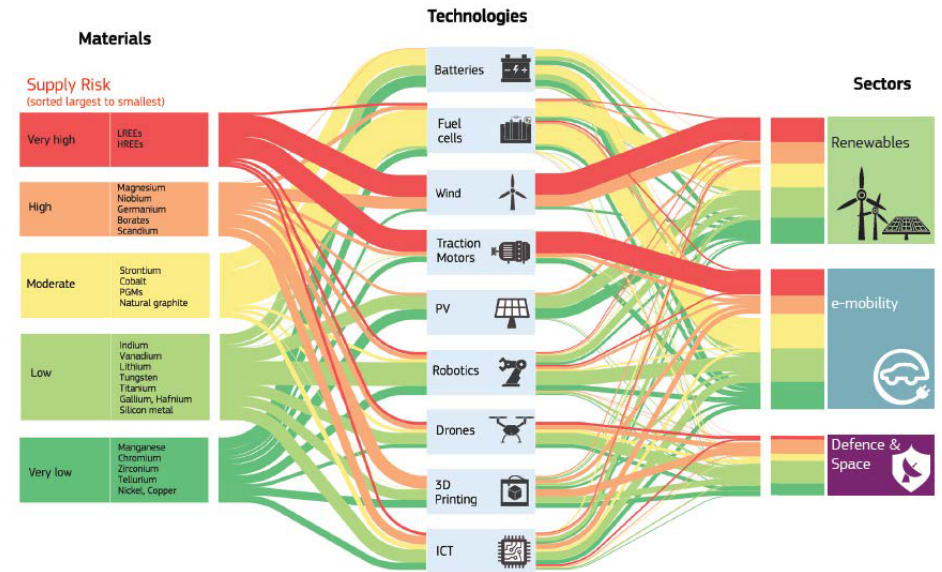 Technologies
Materials
Supply Risk
(sorted largest to smallest)
Very high
LREEs
HREEs
High
Magnesium
Niobium
Germanium
Borates
Scandium
Moderate
Strontium
Cobalt
PGMs
Natural graphite
Low
Indium
Vanadium
Lithium
Tungsten
Titanium
Gallium, Hafnium
Silicon metal
Very low
Manganese
Chromium
Zirconium
Tellurium
Nickel, Copper
Batteries
Fuel
cells
Wind
Traction
Motors
PV
Robotics
Drones
3D
Printing
ICT
Sectors
Renewables
e-mobility
Defence &
Space